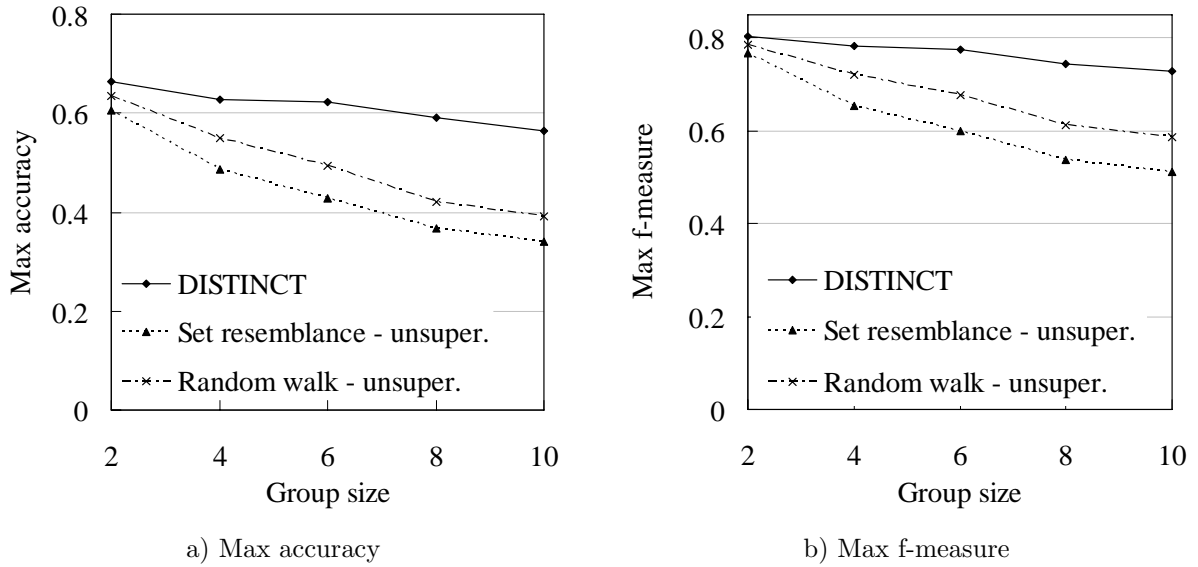 0.8
0.6
0.4
0.2
0
Max accuracy
DISTINCT
Set resemblance - unsuper.
Random walk - unsuper.
2 4 6 8 10
Group size
a) Max accuracy
0.8
0.6
0.4
0.2
0
Max f-measure
DISTINCT
Set resemblance - unsuper.
Random walk - unsuper.
2 4 6 8 10
Group size
b) Max f-measure